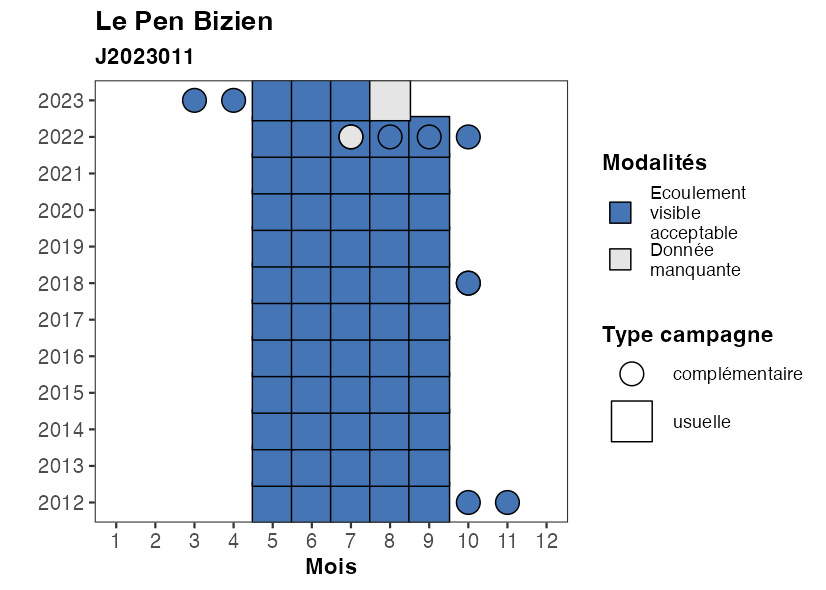 Le Pen Bizien
J2023011
2023
2022
2021
2020
2019
2018
2017
2016
2015
2014
2013
2012
1 2 3 4 5 6 7 8 9 10 11 12
Mois
Modalités
Ecoulement
visible
acceptable
Donnée
manquante
Type campagne
complémentaire
usuelle